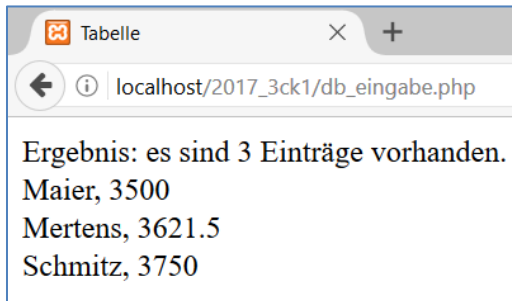 Tabelle
localhost/2017_3ck1/db_eingabe.php
Ergebnis: es sind 3 Einträge vorhanden.
Maier, 3500
Mertens, 3621.5
Schmitz, 3750